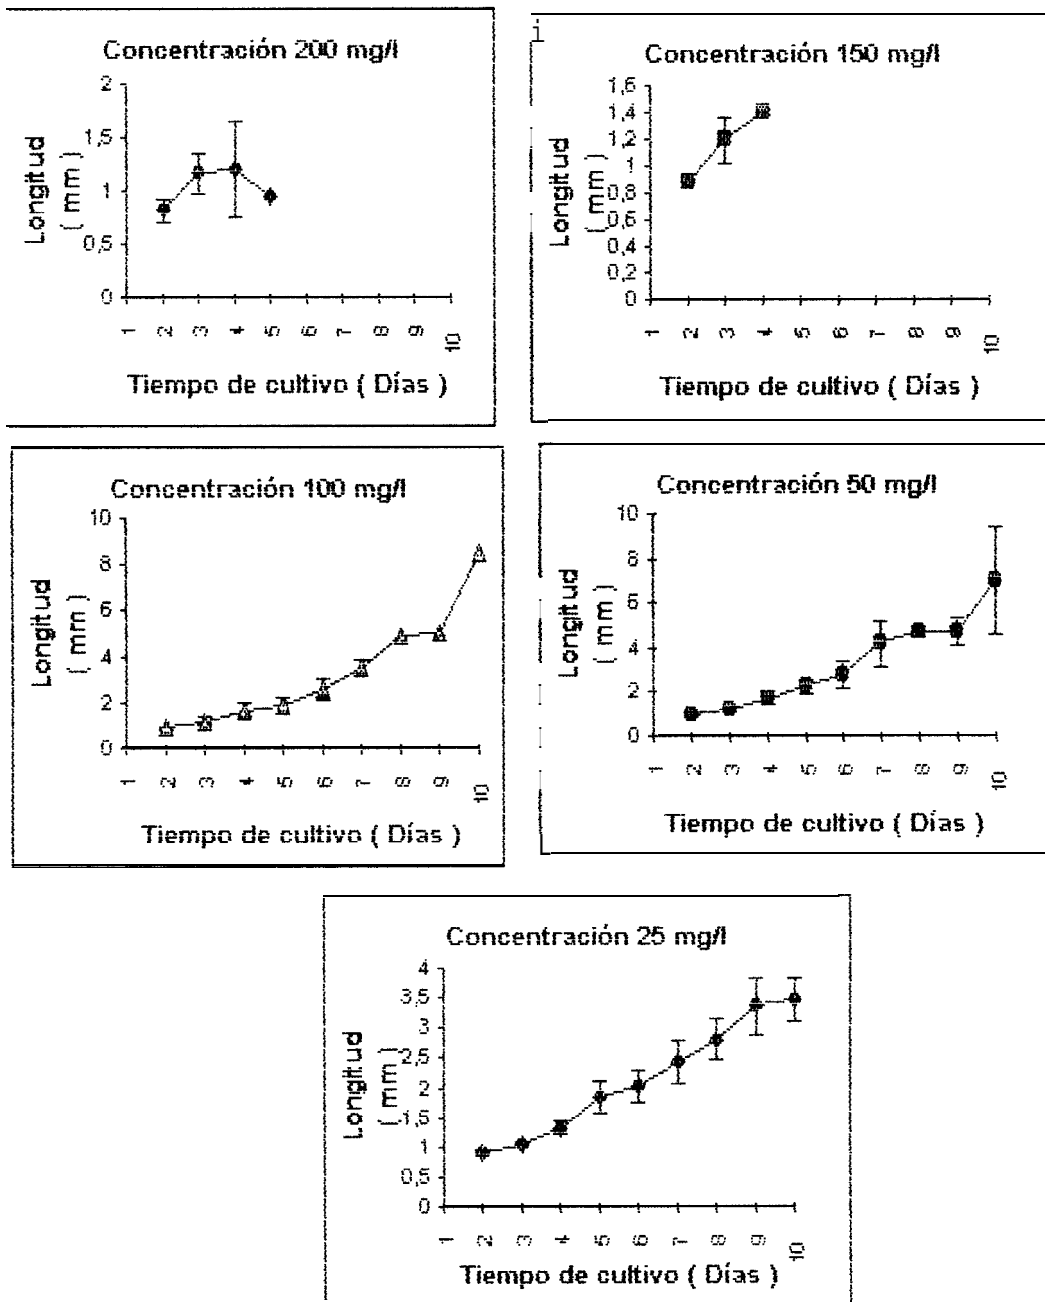 i
Concentración 200 mg/l
2
1,5
1
0,5
0
Longitud
( mm )
1 2 3 4 5 6 7 8 9 10
Tiempo de cultivo ( Días )
Concentración 150 mg/l
1,6
1,4
1,2
1
0,8
0,6
0,4
0,2
0
Longitud
( mm )
1 2 3 4 5 6 7 8 9 10
Tiempo de cultivo ( Días )
Concentración 100 mg/l
10
8
6
4
2
0
Longitud
( mm )
1 2 3 4 5 6 7 8 9 10
Tiempo de cultivo ( Días )
Concentración 50 mg/l
10
8
6
4
2
0
Longitud
( mm )
1 2 3 4 5 6 7 8 9 10
Tiempo de cultivo ( Días )
Concentración 25 mg/l
4
3,5
3
2,5
2
1,5
1
0,5
0
Longitud
( mm )
1 2 3 4 5 6 7 8 9 10
Tiempo de cultivo ( Días )